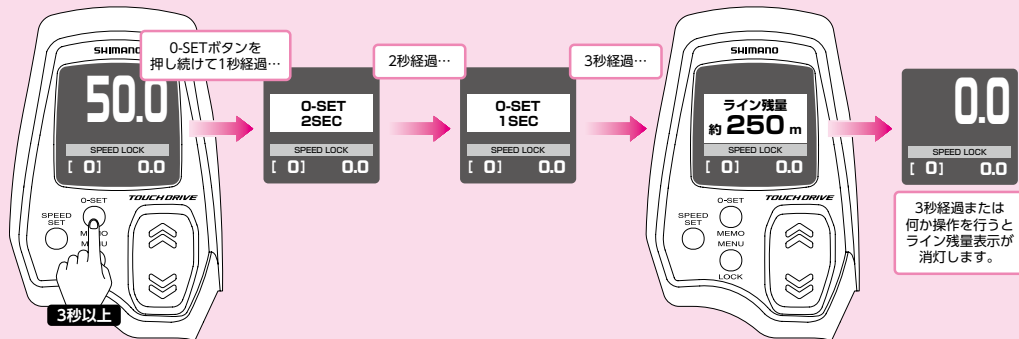 SHIMANO
50.0
SPEED LOCK
[ 0] 0.0
O-SET
TOUCH DRIVE
SPEED
SET
MEMO
MENU
3秒以上
0-SETボタンを
押し続けて1秒経過…
0-SET
2SEC
SPEED LOCK
[ 0] 0.0
2秒経過…
0-SET
1SEC
SPEED LOCK
[ 0] 0.0
3秒経過…
SHIMANO
ライン残量
約 250 m
SPEED LOCK
[ 0] 0.0
O-SET
TOUCH DRIVE
SPEED
SET
MEMO
MENU
LOCK
0.0
SPEED LOCK
[ 0] 0.0
3秒経過または
何か操作を行うと
ライン残量表示が
消灯します。